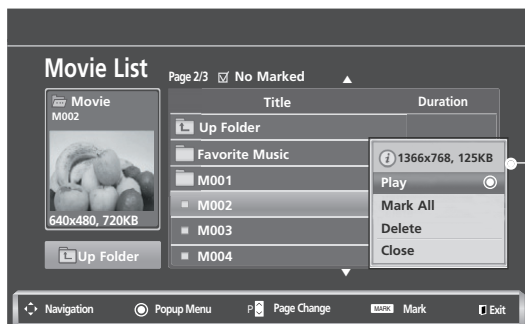 Movie List
Page 2/3 No Marked
Movie
M002
640x480, 720KB
Up Folder
Title Duration
Up Folder
Favorite Music
M001
M002
M003
M004
1366x768, 125KB
Play
Mark All
Delete
Close
Navigation Popup Menu P Page Change MARK Mark Exit